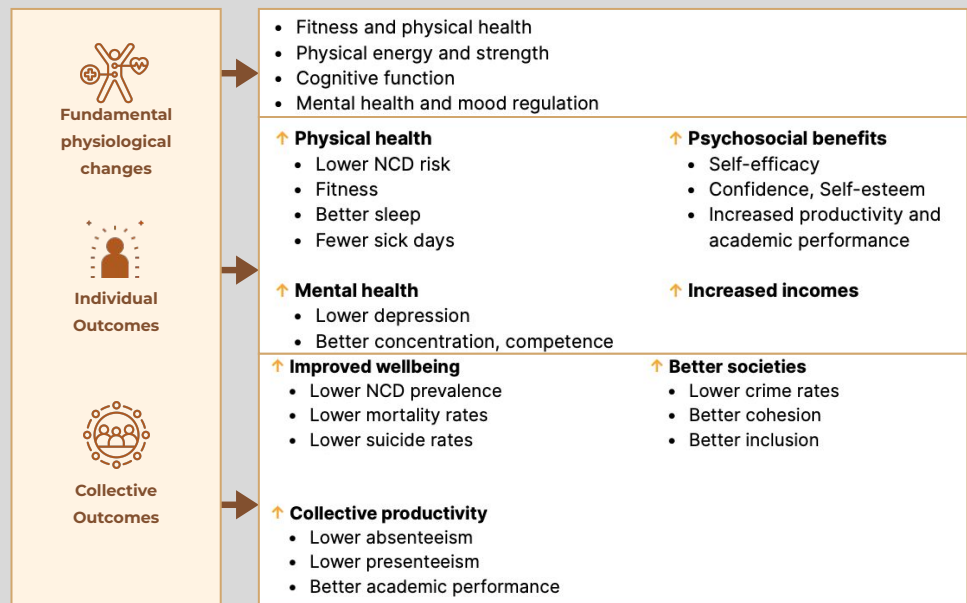 Fundamental
physiological
changes
• Fitness and physical health
• Physical energy and strength
• Cognitive function
• Mental health and mood regulation
Individual
Outcomes
↑ Physical health
• Lower NCD risk
• Fitness
• Better sleep
• Fewer sick days
↑ Psychosocial benefits
• Self-efficacy
• Confidence, Self-esteem
• Increased productivity and
academic performance
↑ Mental health
• Lower depression
• Better concentration, competence
↑ Increased incomes
Collective
Outcomes
↑ Improved wellbeing
• Lower NCD prevalence
• Lower mortality rates
• Lower suicide rates
↑ Better societies
• Lower crime rates
• Better cohesion
• Better inclusion
↑ Collective productivity
• Lower absenteeism
• Lower presenteeism
• Better academic performance